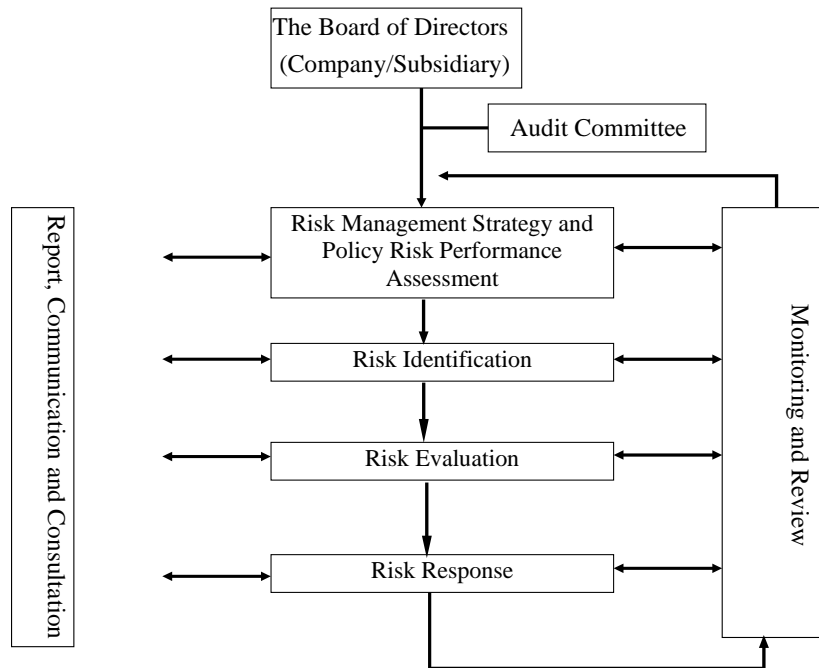 The Board of Directors
(Company/Subsidiary)
Audit Committee
Risk Management Strategy and
Policy Risk Performance
Assessment
Risk Identification
Risk Evaluation
Risk Response
Report, Communication and Consultation
Monitoring and Review